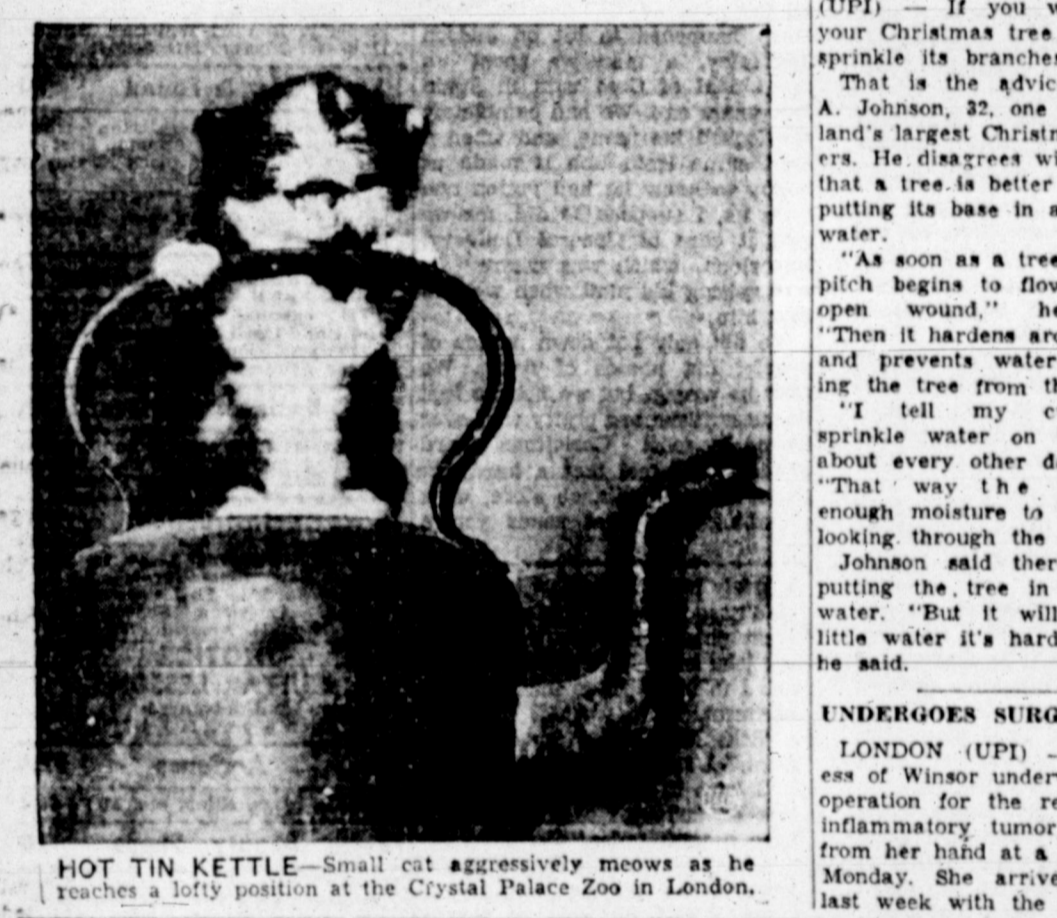 HOT TIN KETTLE—Small cat aggressively meows as he
reaches a lofty position at the Crystal Palace Zoo in London.
(UPI) — If you
your Christmas tree
sprinkle its branches
That is the advic
A. Johnson, 32, one
land's largest Christm
ers. He disagrees wi
that a tree is better
putting its base in a
water.
"As soon as a tree
pitch begins to flow
open wound," he
"Then it hardens aro
and prevents water
ing the tree from th
"I tell my c
sprinkle water on
about every other d
"That way the
enough moisture to
looking through the
Johnson said ther
putting the tree in
water. "But it will
little water it's hard
he said.
UNDERGOES SURG
LONDON (UPI) —
ess of Winsor under
operation for the re
inflammatory tumor
from her hand at a
Monday. She arrive
last week with the